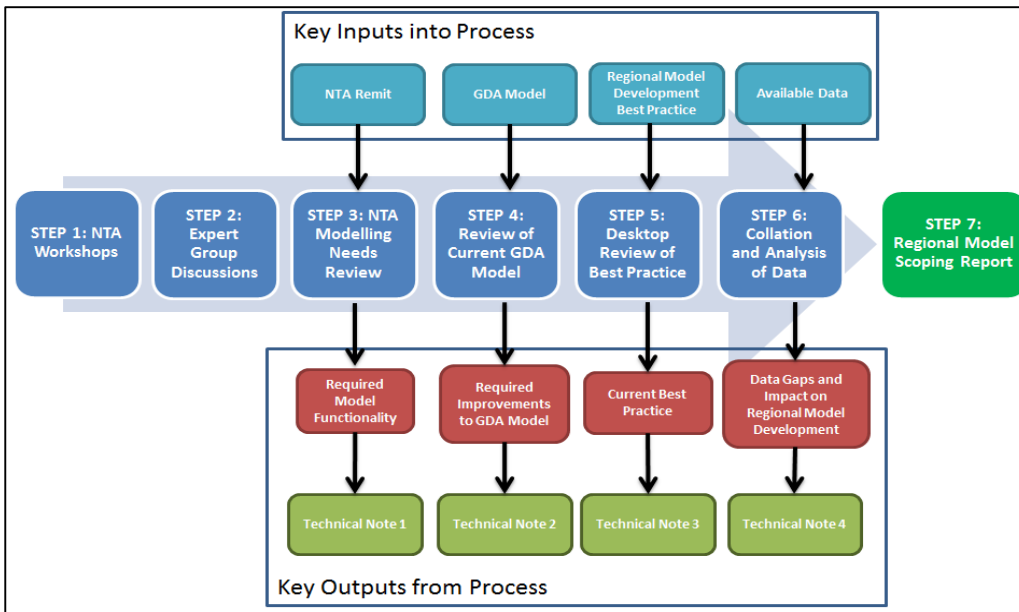 Key Inputs into Process
NTA Remit
GDA Model
Regional Model
Development
Best Practice
Available Data
STEP 1: NTA
Workshops
STEP 2:
Expert
Group
Discussions
STEP 3: NTA
Modelling
Needs
Review
STEP 4:
Review of
Current GDA
Model
STEP 5:
Desktop
Review of
Best Practice
STEP 6:
Collation
and Analysis
of Data
STEP 7:
Regional Model
Scoping Report
Required
Model
Functionality
Required
Improvements
to GDA Model
Current Best
Practice
Data Gaps and
Impact on
Regional Model
Development
Technical Note 1
Technical Note 2
Technical Note 3
Technical Note 4
Key Outputs from Process